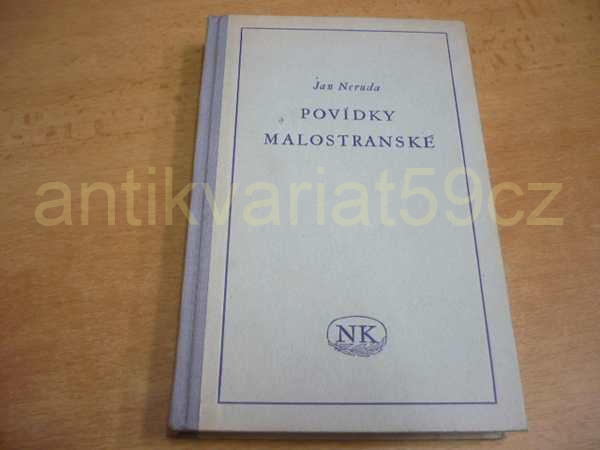 Jan Neruda
POVÍDKY
MALOSTRANSKÉ
antikvariat59cz
NK